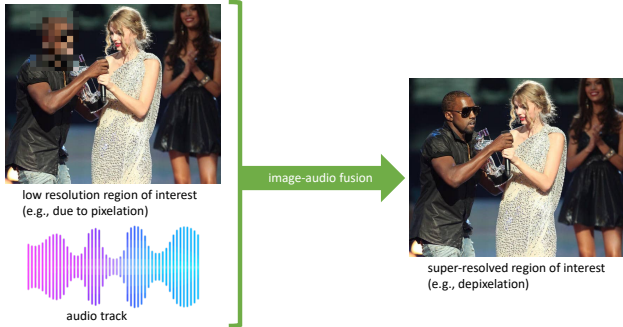 low resolution region of interest
(e.g., due to pixelation)
audio track
image-audio fusion
super-resolved region of interest
(e.g., depixelation)